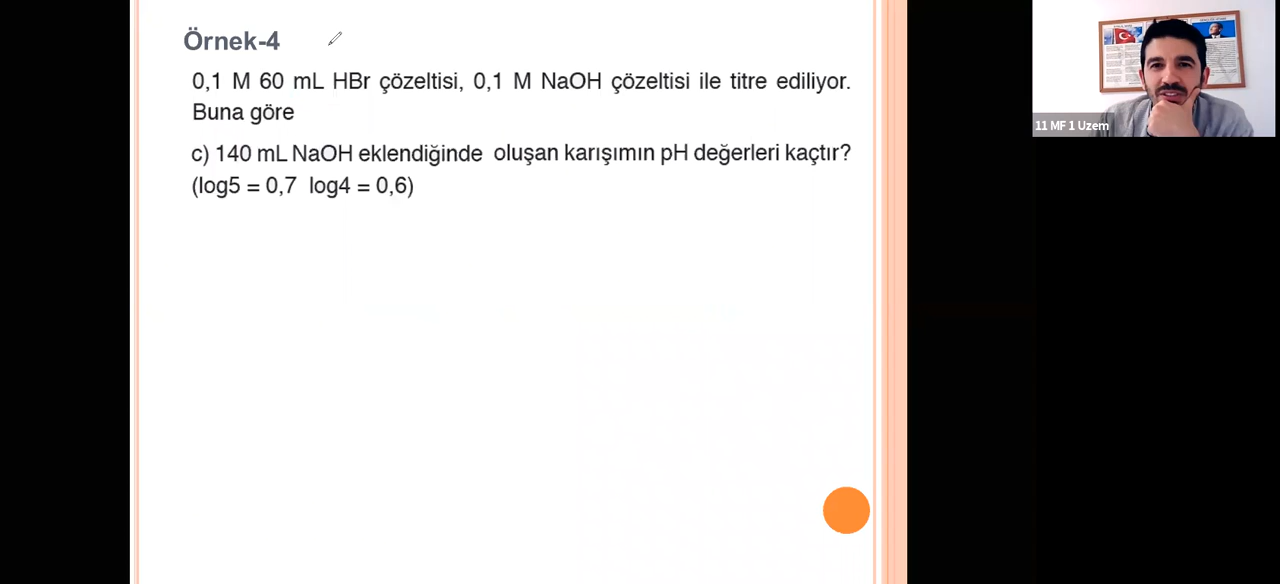 Örnek-4
0,1 M 60 mL HBr çözeltisi, 0,1 M NaOH çözeltisi ile titre ediliyor.
Buna göre
c) 140 mL NaOH eklendiğinde oluşan karışımın pH değerleri kaçtır?
(log5 = 0,7 log4 = 0,6)
11 MF 1 Uzem